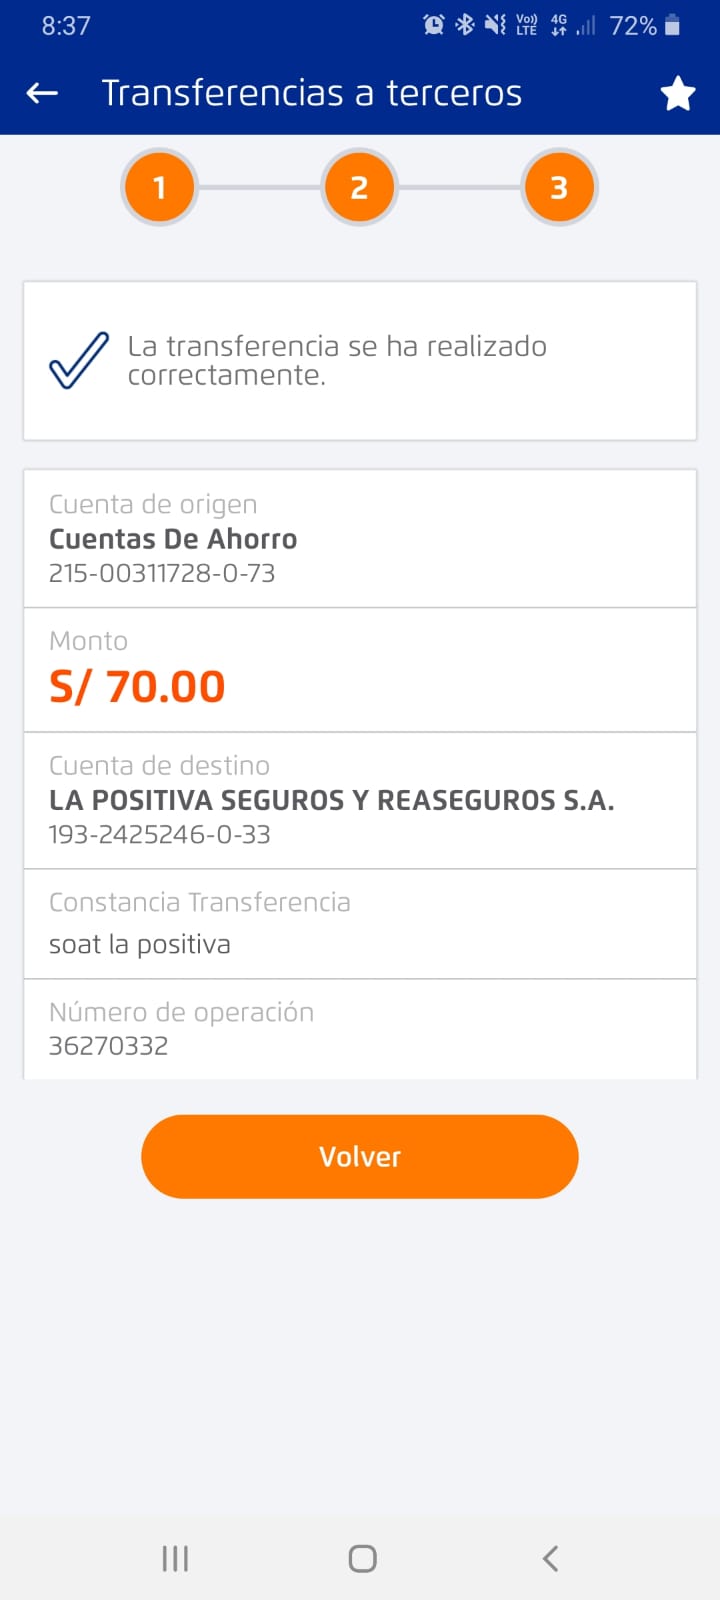 8:37
Vo))
LTE
4G
72%
Transferencias a terceros
1
2
3
La transferencia se ha realizado
correctamente.
Cuenta de origen
Cuentas De Ahorro
215-00311728-0-73
Monto
S/ 70.00
Cuenta de destino
LA POSITIVA SEGUROS Y REASEGUROS S.A.
193-2425246-0-33
Constancia Transferencia
soat la positiva
Número de operación
36270332
Volver